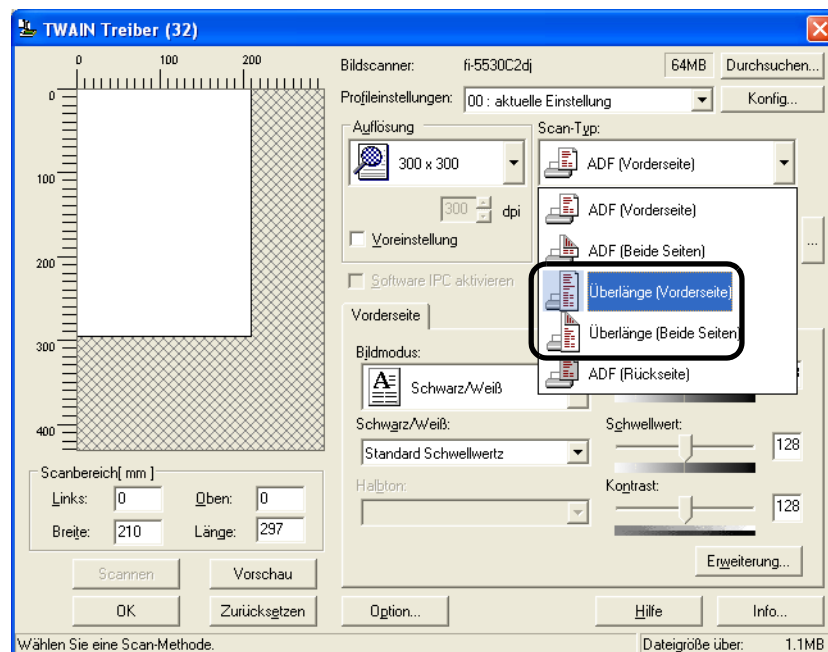 TWAIN Treiber (32)
0 100 200
0
100
200
300
400
Bildscanner: fi-5530C2dj 64MB Durchsuchen...
Profileinstellungen: 00 : aktuelle Einstellung Konfig...
Auflösung
300 x 300
300 dpi
Voreinstellung
Software IPC aktivieren
Scan-Typ:
ADF (Vorderseite)
ADF (Vorderseite)
ADF (Beide Seiten)
Überlänge (Vorderseite)
Überlänge (Beide Seiten)
ADF (Rückseite)
...
Vorderseite
Bildmodus:
Schwarz/Weiß
Schwarz/Weiß:
Standard Schwellwertz
Halbton:
Schwellwert:
128
Kontrast:
128
Erweiterung...
Scanbereich[ mm ]
Links: 0 Oben: 0
Breite: 210 Länge: 297
Scannen Vorschau
OK Zurücksetzen Option... Hilfe Info...
Wählen Sie eine Scan-Methode. Dateigröße über: 1.1MB